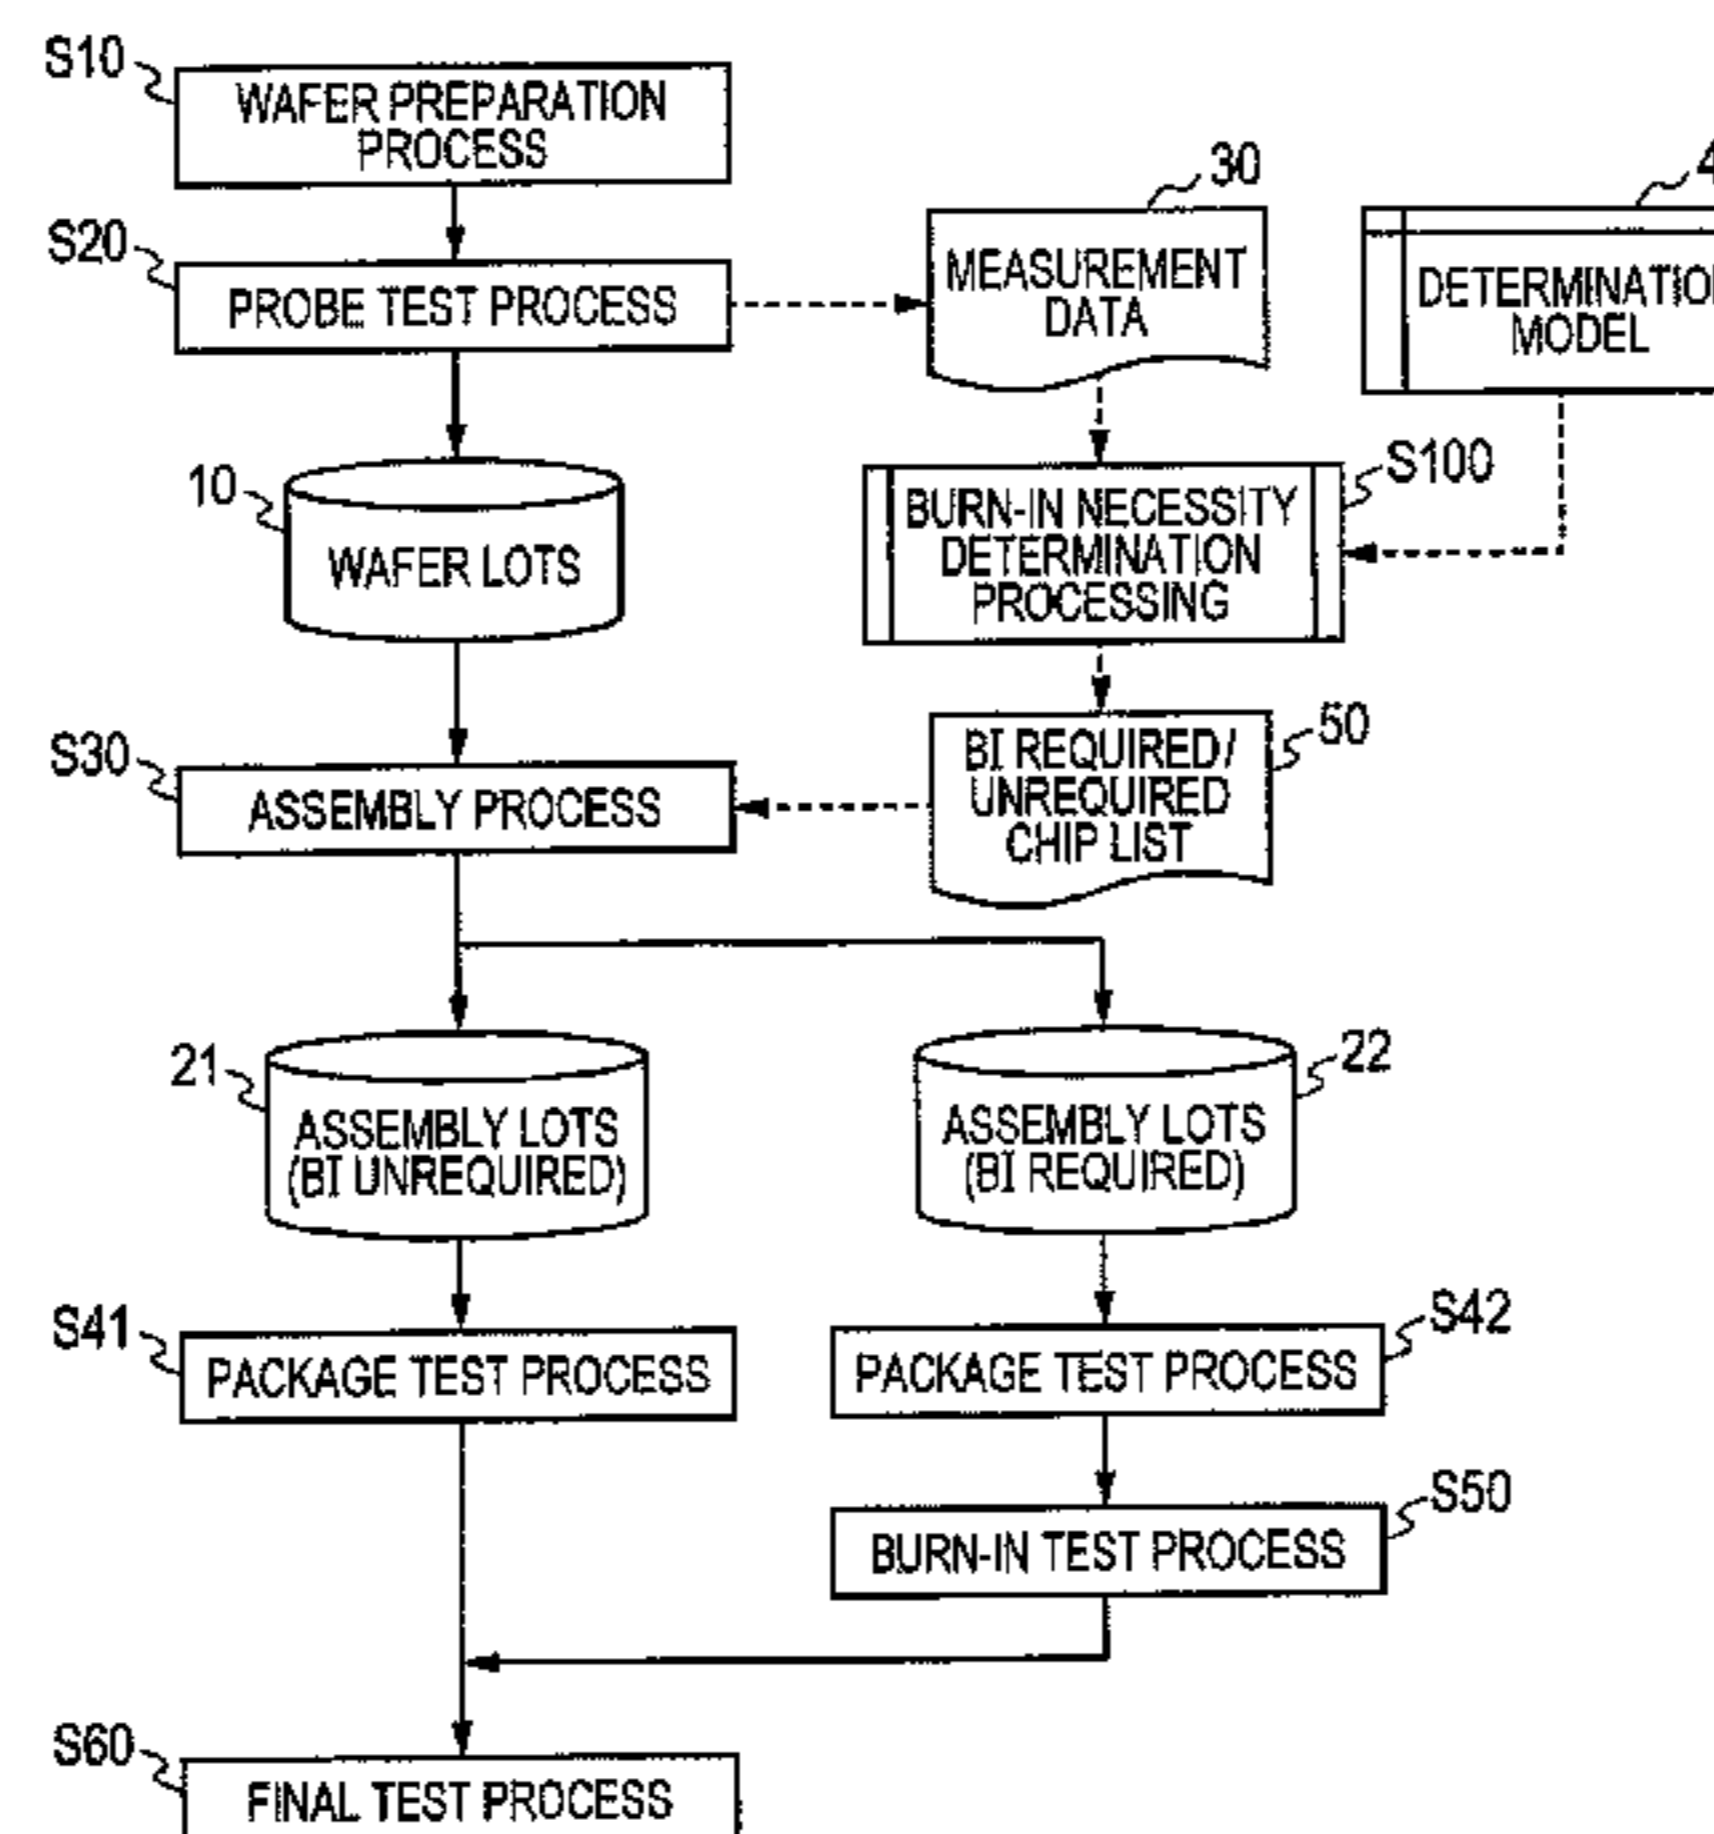 S10
WAFER PREPARATION
PROCESS
30
S20
PROBE TEST PROCESS
MEASUREMENT
DATA
MODEL
10
WAFER LOTS
S100
BURN-IN NECESSITY
DETERMINATION
PROCESSING
S30
ASSEMBLY PROCESS
50
BI REQUIRED/
UNREQUIRED
CHIP LIST
21
ASSEMBLY LOTS
(BI UNREQUIRED)
22
ASSEMBLY LOTS
(BI REQUIRED)
S41
PACKAGE TEST PROCESS
S42
PACKAGE TEST PROCESS
S50
BURN-IN TEST PROCESS
S60
FINAL TEST PROCESS